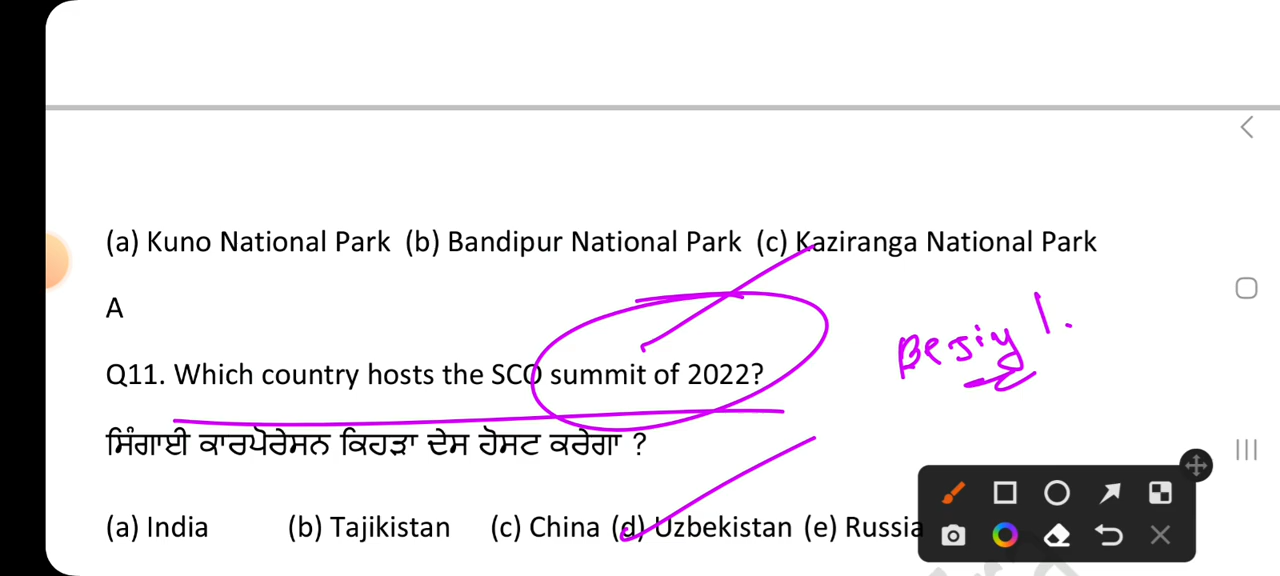 (a) Kuno National Park (b) Bandipur National Park (c) Kaziranga National Park
A
Q11. Which country hosts the SCO summit of 2022?
ਸਿੰਗਾਈ ਕਾਰਪੋਰੇਸਨ ਕਿਹੜਾ ਦੇਸ ਹੋਸਟ ਕਰੇਗਾ ?
(a) India (b) Tajikistan (c) China (d) Uzbekistan (e) Russia